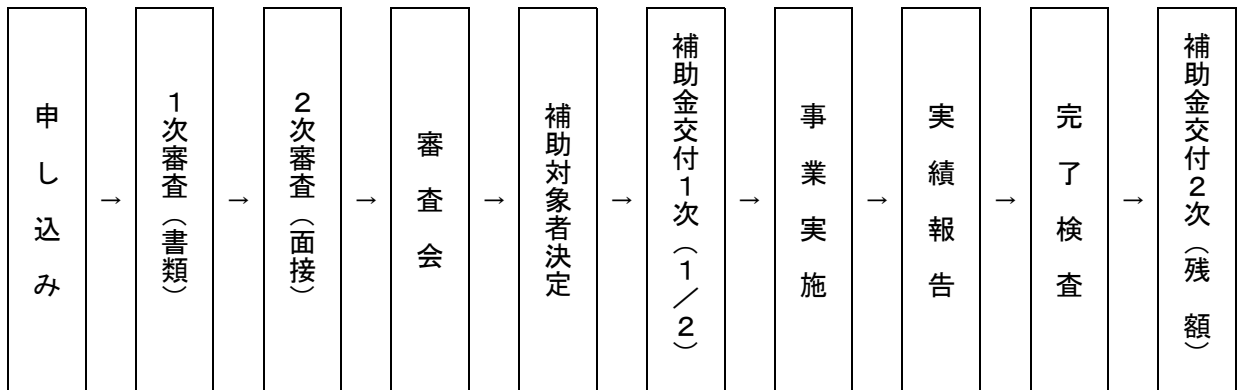 申し込み
→
１次審査（書類）
→
２次審査（面接）
→
審査会
→
補助対象者決定
→
補助金交付１次（１／２）
→
事業実施
→
実績報告
→
完了検査
→
補助金交付２次（残額）